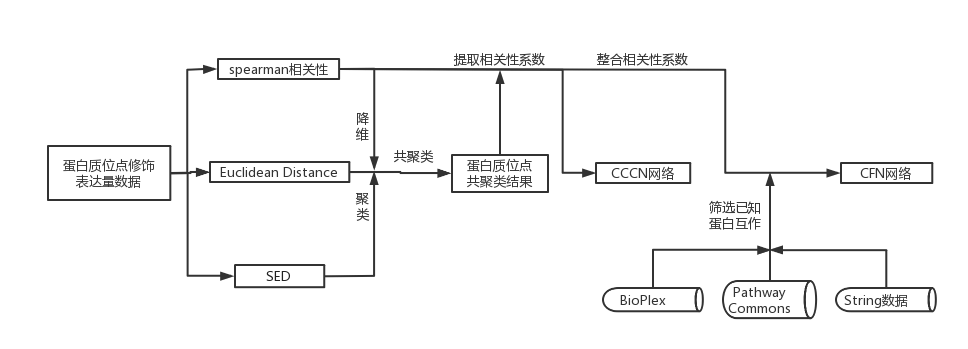 提取相关性系数
整合相关性系数
spearman相关性
降
维
共聚类
蛋白质位点修饰
表达量数据
Euclidean Distance
蛋白质位点
共聚类结果
CCCN网络
CFN网络
聚
类
筛选已知
蛋白互作
SED
BioPlex
Pathway
Commons
String数据